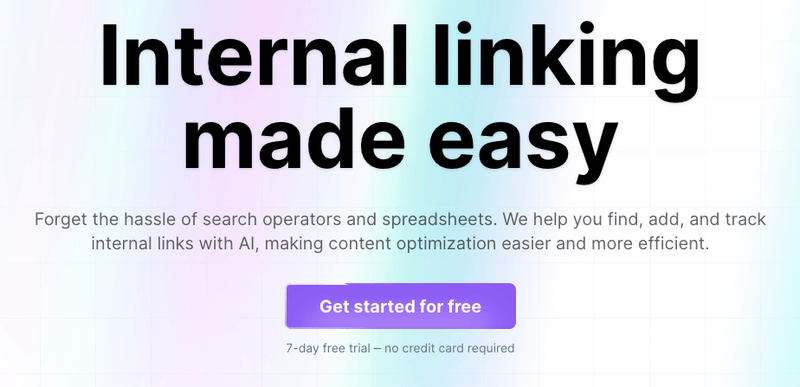 Internal linking
made easy
Forget the hassle of search operators and spreadsheets. We help you find, add, and track
internal links with AI, making content optimization easier and more efficient.
Get started for free
7-day free trial – no credit card required